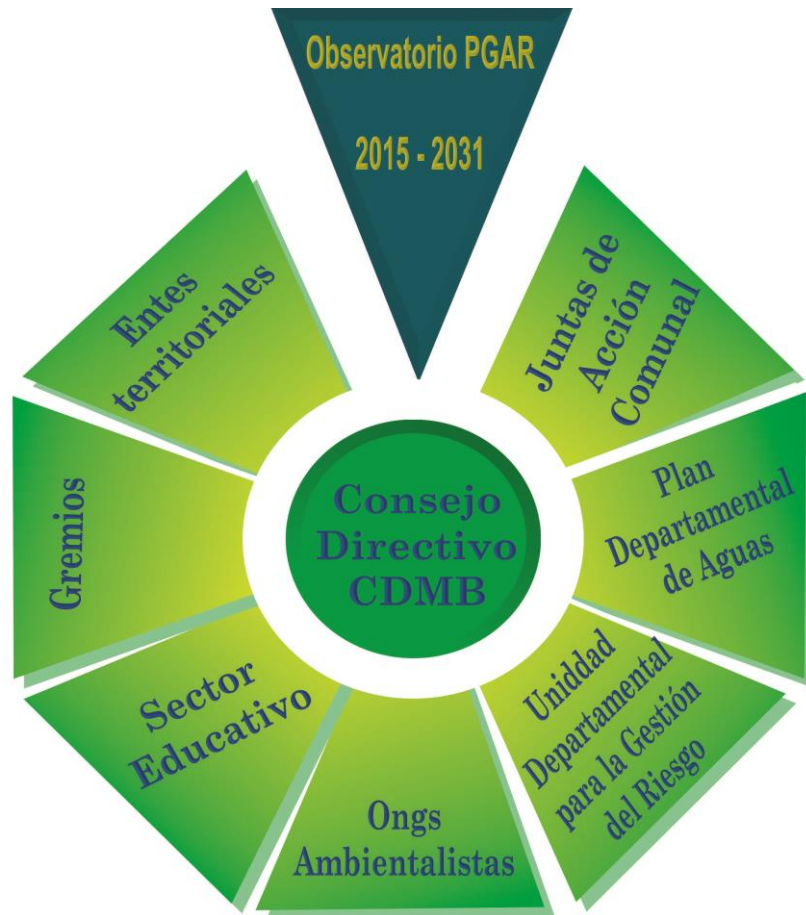 Observatorio PGAR
2015 - 2031
Juntas de
Acción
Comunal
Plan
Departamental
de Aguas
Uniddad
Departamental
para la Gestión
del Riesgo
Ongs
Ambientalistas
Sector
Educativo
Gremios
Entes
territoriales
Consejo
Directivo
CDMB